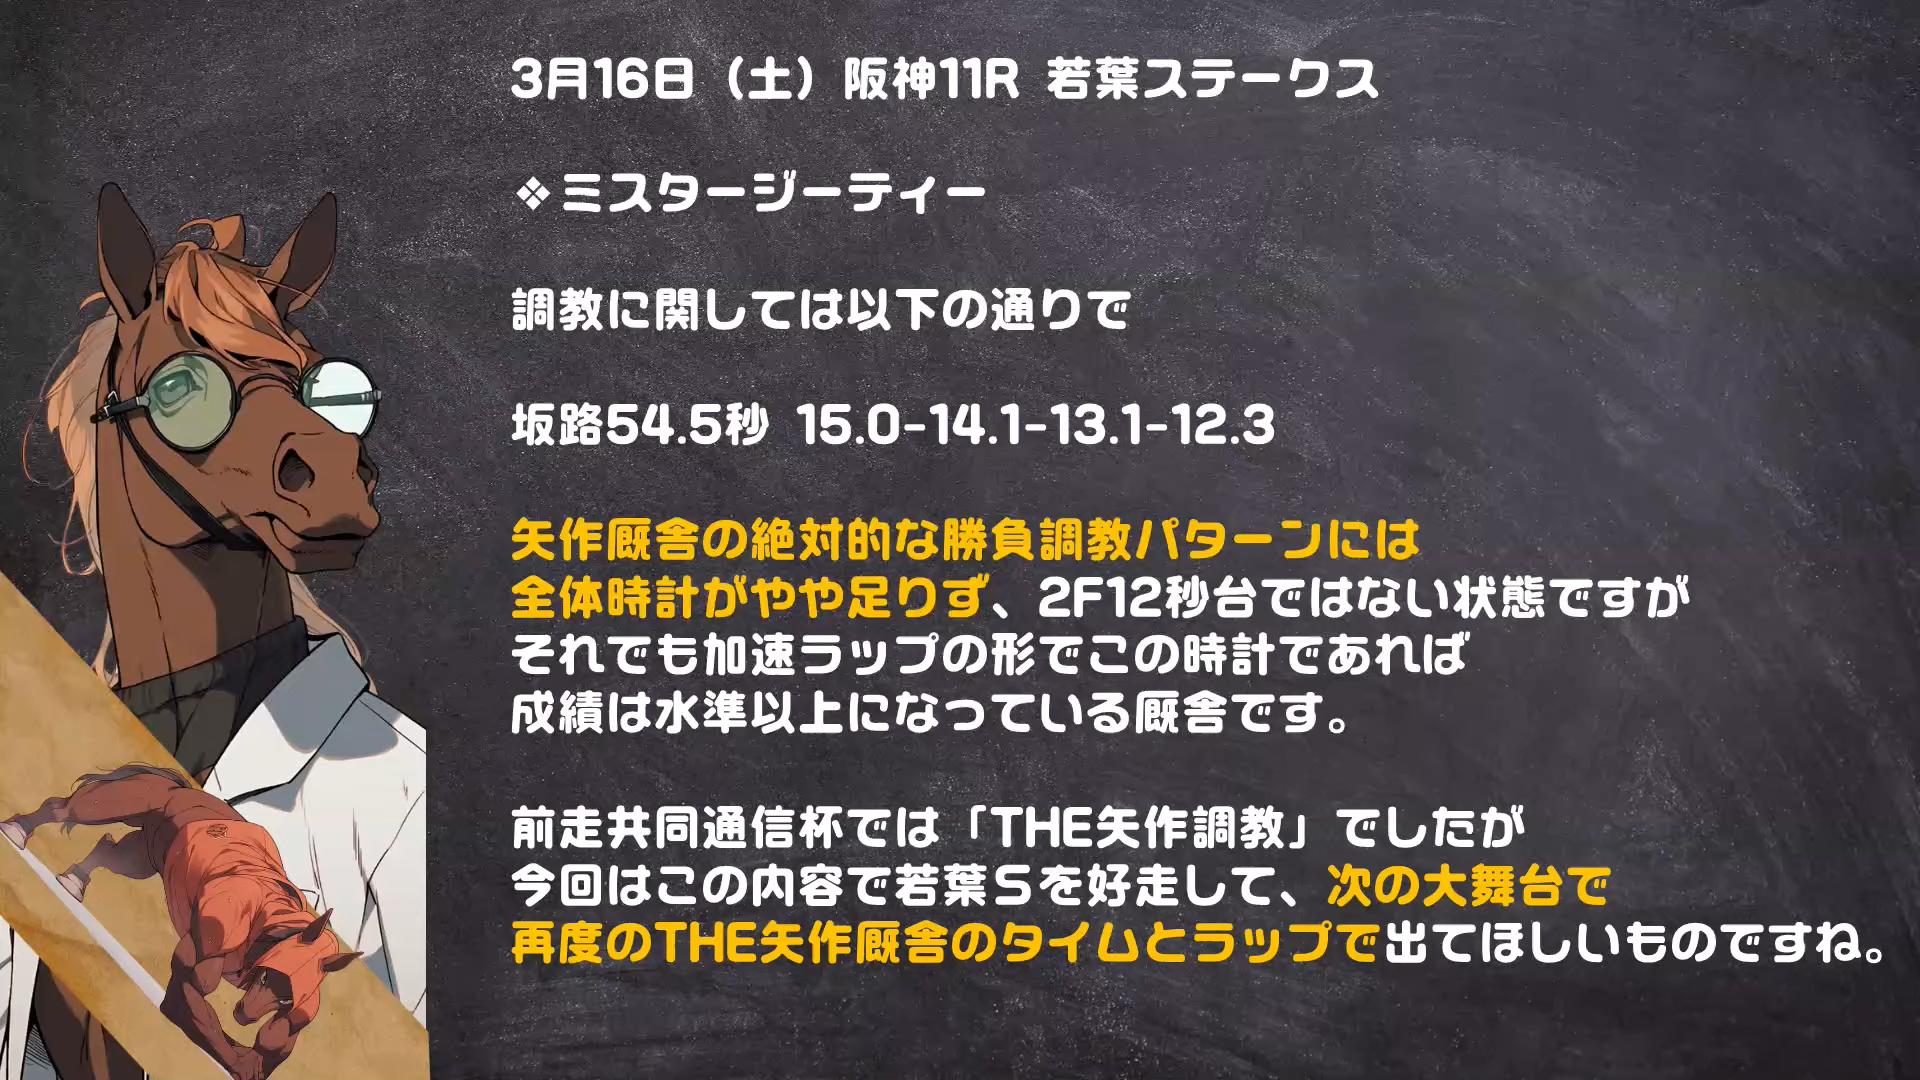 3月16日（土）阪神11R 若葉ステークス
❖ミスタージーティー
調教に関しては以下の通りで
坂路54.5秒 15.0-14.1-13.1-12.3
矢作厩舎の絶対的な勝負調教パターンには
全体時計がやや足りず、2F12秒台ではない状態ですが
それでも加速ラップの形でこの時計であれば
成績は水準以上になっている厩舎です。
前走共同通信杯では「THE矢作調教」でしたが
今回はこの内容で若葉Ｓを好走して、次の大舞台で
再度のTHE矢作厩舎のタイムとラップで出てほしいものですね。